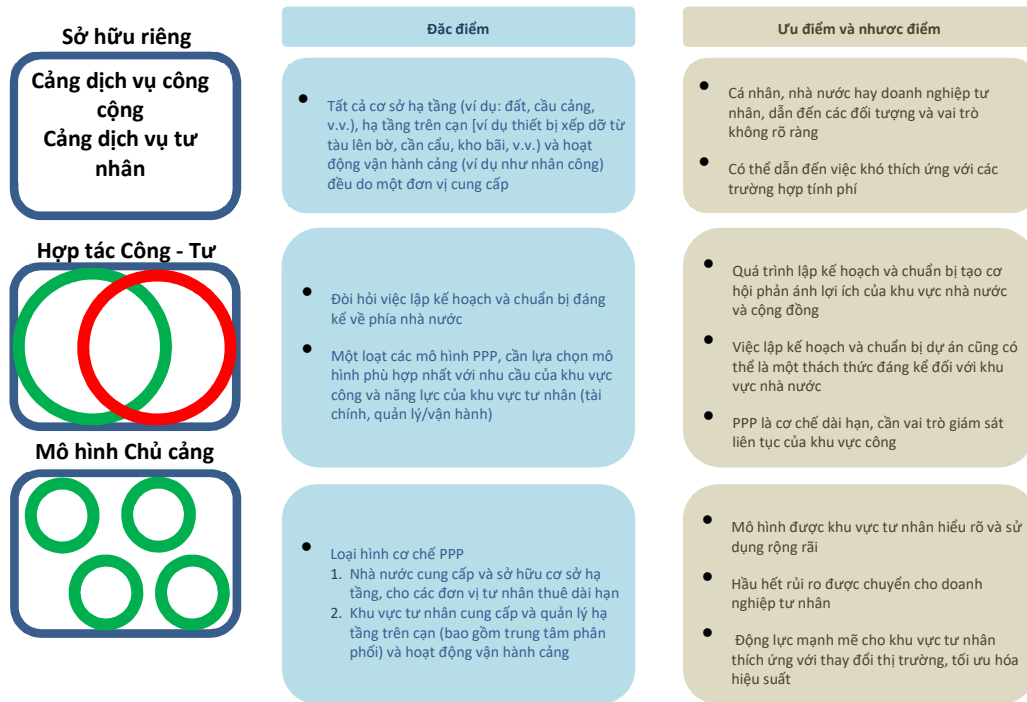 Đặc điểm
Ưu điểm và nhược điểm
Sở hữu riêng
Cảng dịch vụ công
cộng
Cảng dịch vụ tư
nhân
Tất cả cơ sở hạ tầng (ví dụ: đất, cầu cảng,
v.v.), hạ tầng trên cạn [ví dụ thiết bị xếp dỡ từ
tàu lên bờ, cần cẩu, kho bãi, v.v.) và hoạt
động vận hành cảng (ví dụ như nhân công)
đều do một đơn vị cung cấp
Cá nhân, nhà nước hay doanh nghiệp tư
nhân, dẫn đến các đối tượng và vai trò
không rõ ràng
Có thể dẫn đến việc khó thích ứng với các
trường hợp tính phí
Hợp tác Công - Tư
Đòi hỏi việc lập kế hoạch và chuẩn bị đáng
kể về phía nhà nước
Một loạt các mô hình PPP, cần lựa chọn mô
hình phù hợp nhất với nhu cầu của khu vực
công và năng lực của khu vực tư nhân (tài
chính, quản lý/vận hành)
Quá trình lập kế hoạch và chuẩn bị tạo cơ
hội phản ánh lợi ích của khu vực nhà nước
và cộng đồng
Việc lập kế hoạch và chuẩn bị dự án cũng có
thể là một thách thức đáng kể đối với khu
vực nhà nước
PPP là cơ chế dài hạn, cần vai trò giám sát
liên tục của khu vực công
Mô hình Chủ cảng
Loại hình cơ chế PPP
1. Nhà nước cung cấp và sở hữu cơ sở hạ
tầng, cho các đơn vị tư nhân thuê dài hạn
2. Khu vực tư nhân cung cấp và quản lý hạ
tầng trên cạn (bao gồm trung tâm phân
phối) và hoạt động vận hành cảng
Mô hình được khu vực tư nhân hiểu rõ và sử
dụng rộng rãi
Hầu hết rủi ro được chuyển cho doanh
nghiệp tư nhân
Động lực mạnh mẽ cho khu vực tư nhân
thích ứng với thay đổi thị trường, tối ưu hóa
hiệu suất